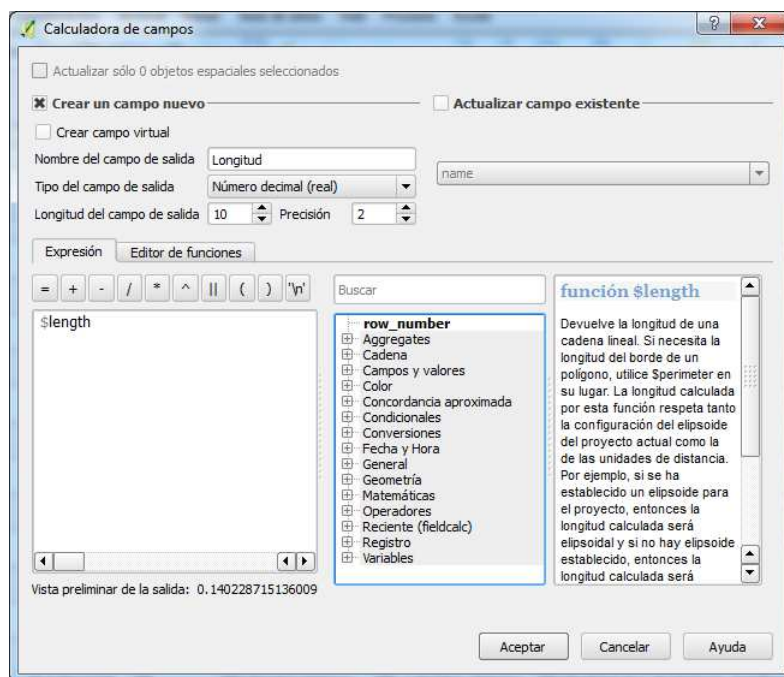 Calculadora de campos
Actualizar sólo 0 objetos espaciales seleccionados
Crear un campo nuevo
Actualizar campo existente
Crear campo virtual
Nombre del campo de salida Longitud
Tipo del campo de salida Número decimal (real)
name
Longitud del campo de salida 10 Precisión 2
Expresión Editor de funciones
= + - / * ^ || ( ) '\n'
$length
Vista preliminar de la salida: 0.140228715136009
Buscar
row_number
Aggregates
Cadena
Campos y valores
Color
Concordancia aproximada
Condicionales
Conversiones
Fecha y Hora
General
Geometría
Matemáticas
Operadores
Reciente (fieldcalc)
Registro
Variables
función $length
Devuelve la longitud de una
cadena lineal. Si necesita la
longitud del borde de un
polígono, utilice $perimeter en
su lugar. La longitud calculada
por esta función respeta tanto
la configuración del elipsoide
del proyecto actual como la
de las unidades de distancia.
Por ejemplo, si se ha
establecido un elipsoide para
el proyecto, entonces la
longitud calculada será
elipsoidal y si no hay elipsoide
establecido, entonces la
longitud calculada será
Aceptar Cancelar Ayuda